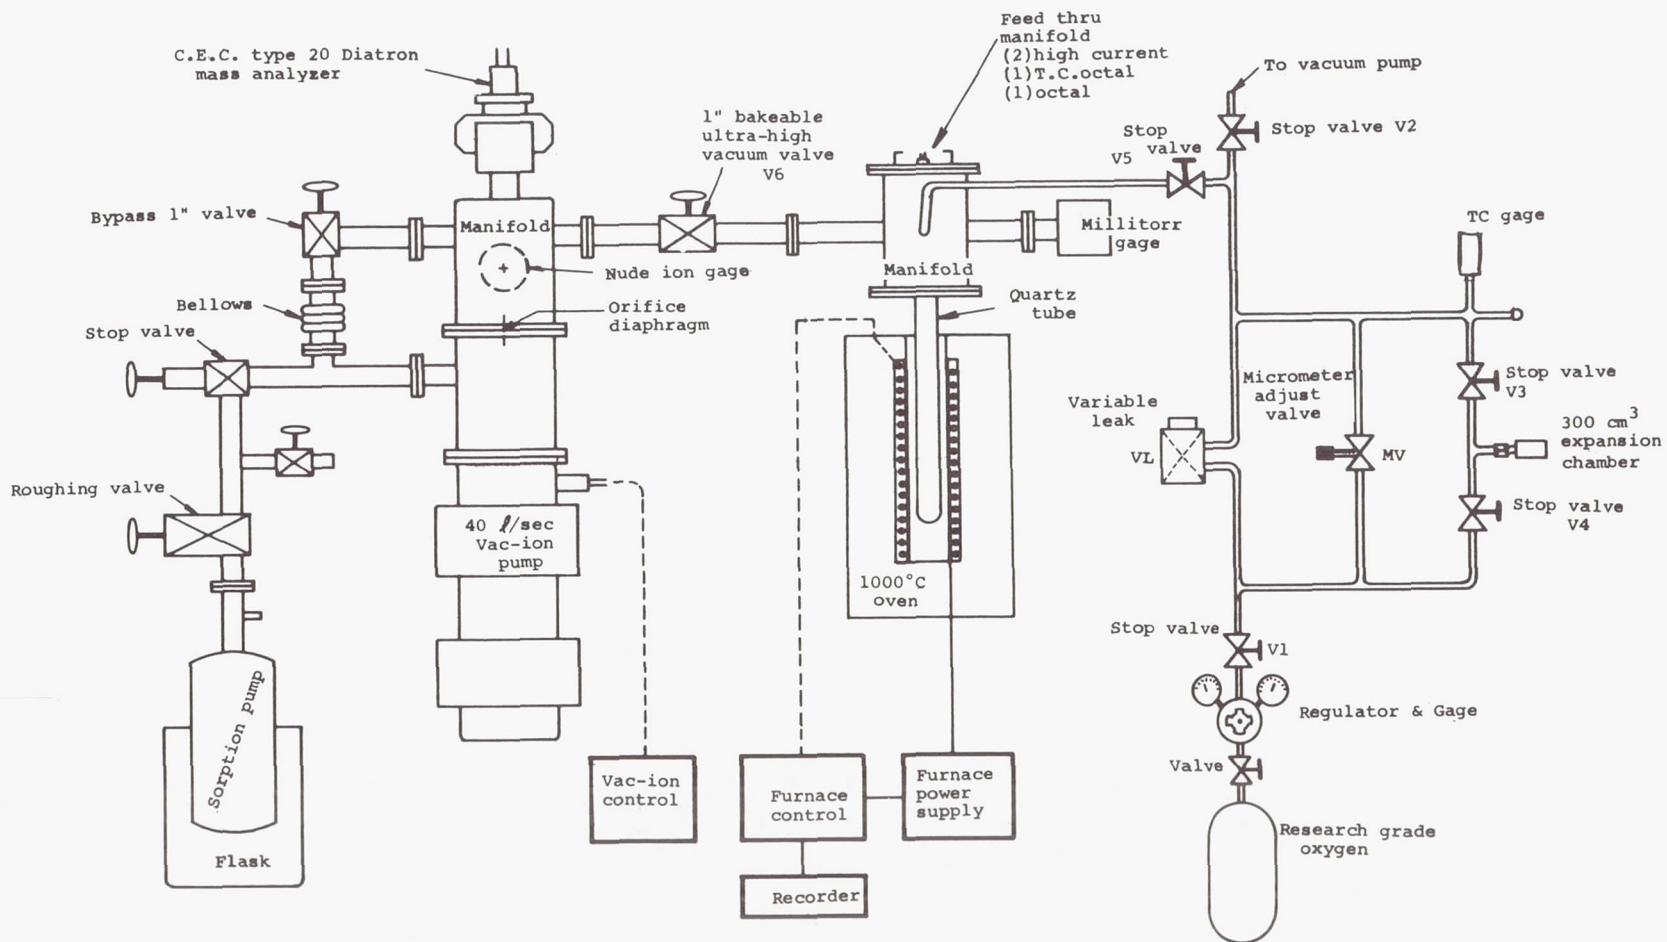 C.E.C. type 20 Diatron
mass analyzer
Feed thru
manifold
(2)high current
(1)T.C.octal
(1)octal
To vacuum pump
1" bakeable
ultra-high
vacuum valve
V6
Stop
valve
V5
Stop valve V2
Bypass 1" valve
Manifold
Millitorr
gage
TC gage
Nude ion gage
Manifold
Bellows
Orifice
diaphragm
Quartz
tube
Stop valve
Micrometer
adjust
valve
Stop valve
V3
Variable
leak
300 cm3
expansion
chamber
VL
MV
Roughing valve
Stop valve
V4
40 l/sec
Vac-ion
pump
1000°C
oven
Stop valve
V1
Sorption pump
Regulator & Gage
Valve
Vac-ion
control
Furnace
control
Furnace
power
supply
Research grade
oxygen
Flask
Recorder